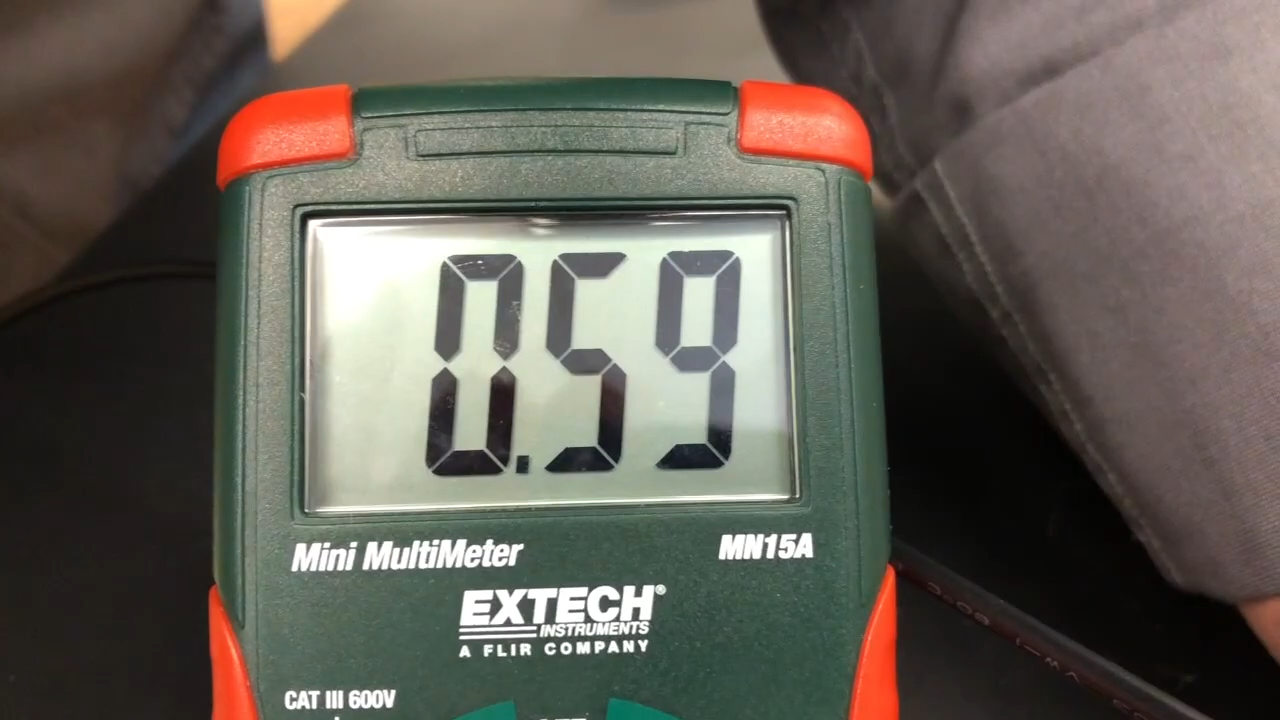 0.59
Mini MultiMeter MN15A
EXTECH®
INSTRUMENTS
A FLIR COMPANY
CAT III 600V